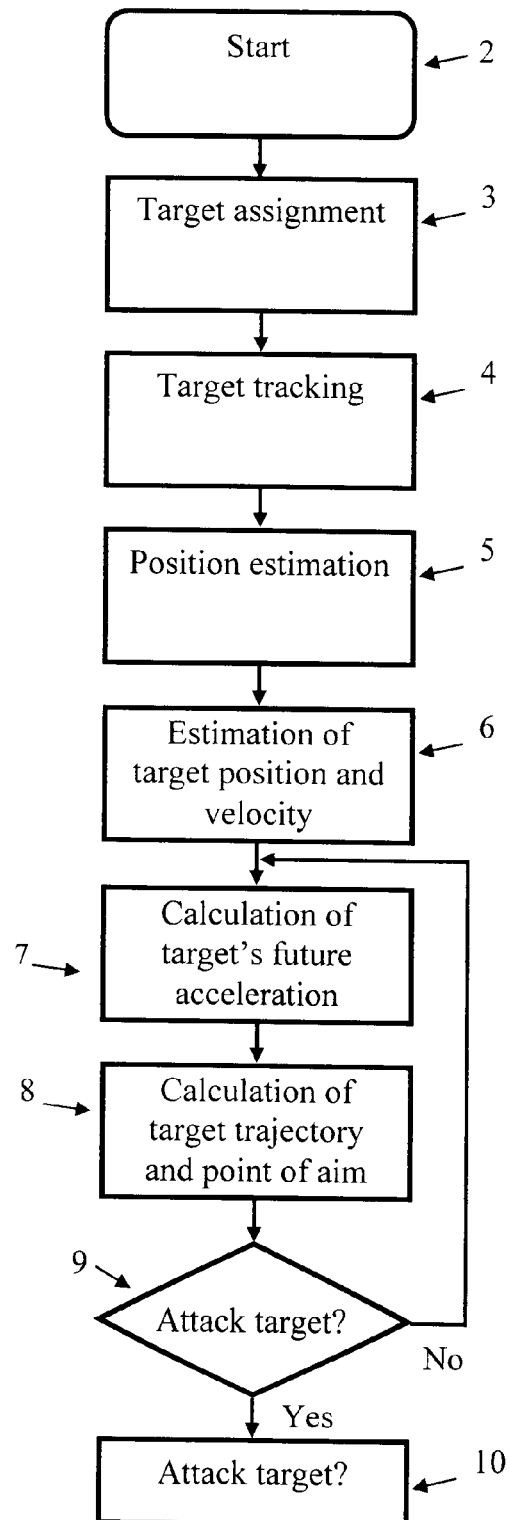 Start
2
Target assignment
3
Target tracking
4
Position estimation
5
Estimation of
target position and
velocity
6
Calculation of
target's future
acceleration
7
Calculation of
target trajectory
and point of aim
8
9
Attack target?
No
Yes
Attack target?
10